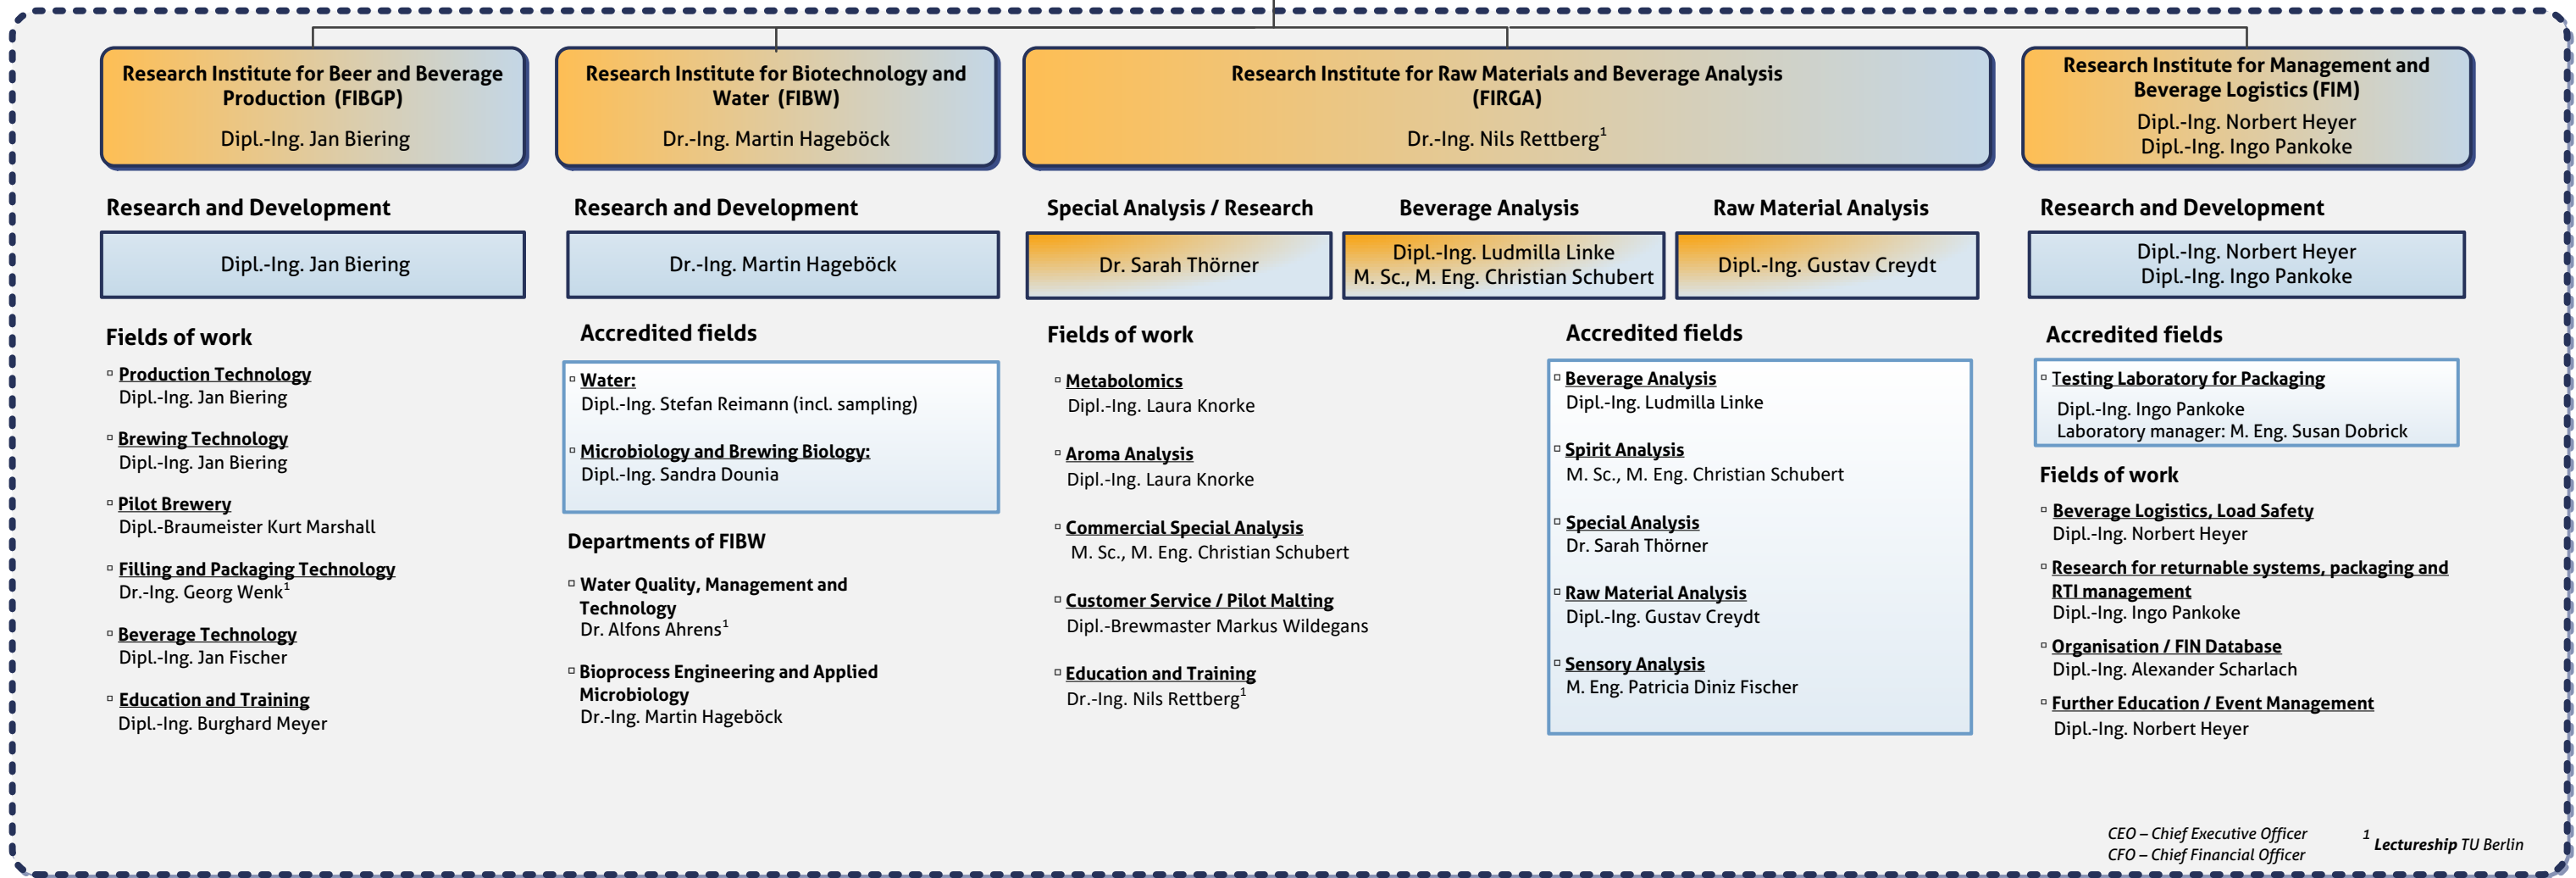 Research Institute for Beer and Beverage
Production (FIBGP)
Dipl.-Ing. Jan Biering
Research and Development
Dipl.-Ing. Jan Biering
Fields of work
▫ Production Technology
Dipl.-Ing. Jan Biering
▫ Brewing Technology
Dipl.-Ing. Jan Biering
▫ Pilot Brewery
Dipl.-Braumeister Kurt Marshall
▫ Filling and Packaging Technology
Dr.-Ing. Georg Wenk¹
▫ Beverage Technology
Dipl.-Ing. Jan Fischer
▫ Education and Training
Dipl.-Ing. Burghard Meyer
Research Institute for Biotechnology and
Water (FIBW)
Dr.-Ing. Martin Hageböck
Research and Development
Dr.-Ing. Martin Hageböck
Accredited fields
▫ Water:
Dipl.-Ing. Stefan Reimann (incl. sampling)
▫ Microbiology and Brewing Biology:
Dipl.-Ing. Sandra Dounia
Departments of FIBW
▫ Water Quality, Management and
Technology
Dr. Alfons Ahrens¹
▫ Bioprocess Engineering and Applied
Microbiology
Dr.-Ing. Martin Hageböck
Research Institute for Raw Materials and Beverage Analysis
(FIRGA)
Dr.-Ing. Nils Rettberg¹
Special Analysis / Research
Dr. Sarah Thörner
Beverage Analysis
Dipl.-Ing. Ludmilla Linke
M. Sc., M. Eng. Christian Schubert
Raw Material Analysis
Dipl.-Ing. Gustav Creydt
Fields of work
▫ Metabolomics
Dipl.-Ing. Laura Knorke
▫ Aroma Analysis
Dipl.-Ing. Laura Knorke
▫ Commercial Special Analysis
M. Sc., M. Eng. Christian Schubert
▫ Customer Service / Pilot Malting
Dipl.-Brewmaster Markus Wildegans
▫ Education and Training
Dr.-Ing. Nils Rettberg¹
Accredited fields
▫ Beverage Analysis
Dipl.-Ing. Ludmilla Linke
▫ Spirit Analysis
M. Sc., M. Eng. Christian Schubert
▫ Special Analysis
Dr. Sarah Thörner
▫ Raw Material Analysis
Dipl.-Ing. Gustav Creydt
▫ Sensory Analysis
M. Eng. Patricia Diniz Fischer
Research Institute for Management and
Beverage Logistics (FIM)
Dipl.-Ing. Norbert Heyer
Dipl.-Ing. Ingo Pankoke
Research and Development
Dipl.-Ing. Norbert Heyer
Dipl.-Ing. Ingo Pankoke
Accredited fields
▫ Testing Laboratory for Packaging
Dipl.-Ing. Ingo Pankoke
Laboratory manager: M. Eng. Susan Dobrick
Fields of work
▫ Beverage Logistics, Load Safety
Dipl.-Ing. Norbert Heyer
▫ Research for returnable systems, packaging and
RTI management
Dipl.-Ing. Ingo Pankoke
▫ Organisation / FIN Database
Dipl.-Ing. Alexander Scharlach
▫ Further Education / Event Management
Dipl.-Ing. Norbert Heyer
CEO – Chief Executive Officer
CFO – Chief Financial Officer
¹ Lectureship TU Berlin